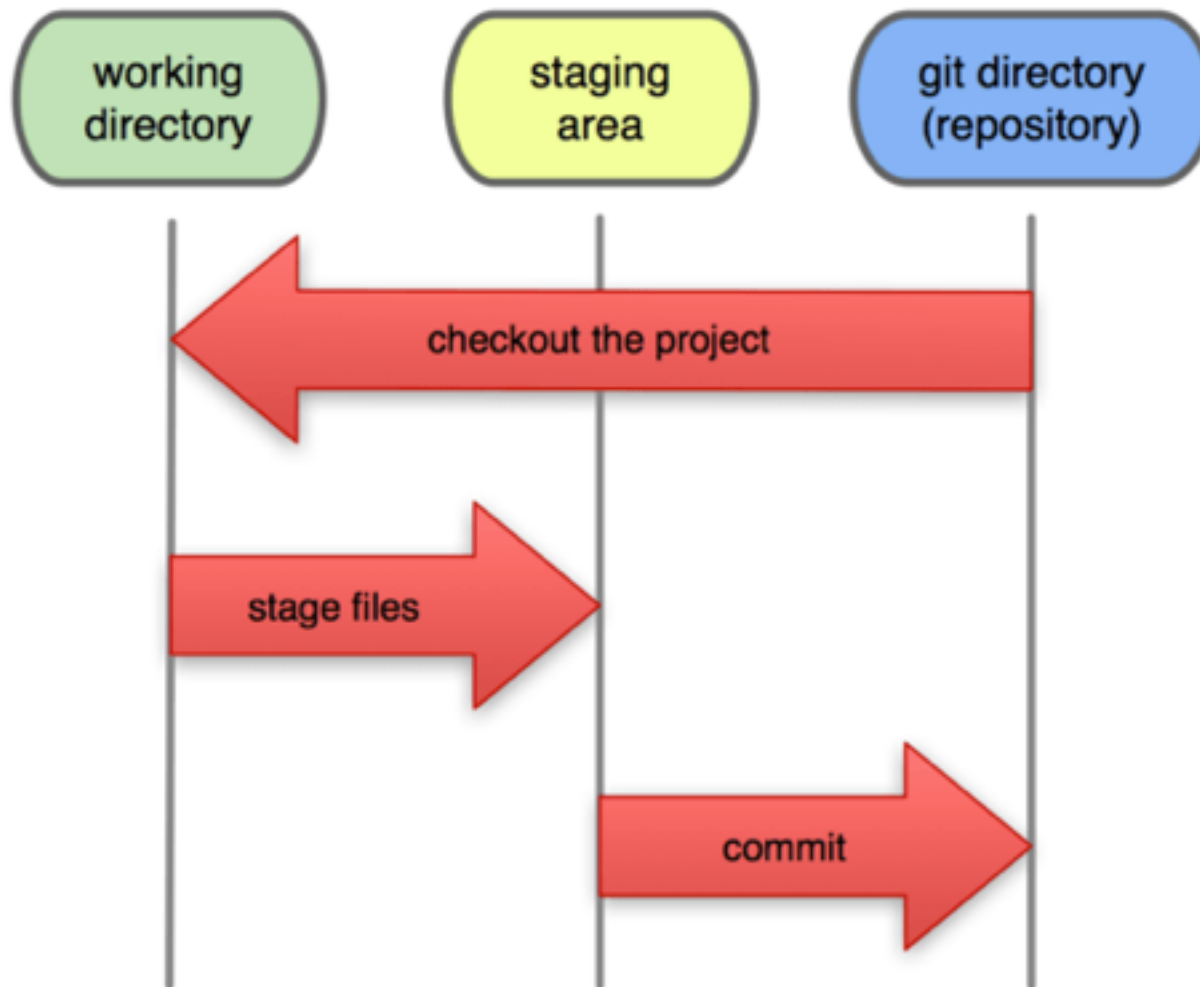 working
directory
staging
area
git directory
(repository)
checkout the project
stage files
commit